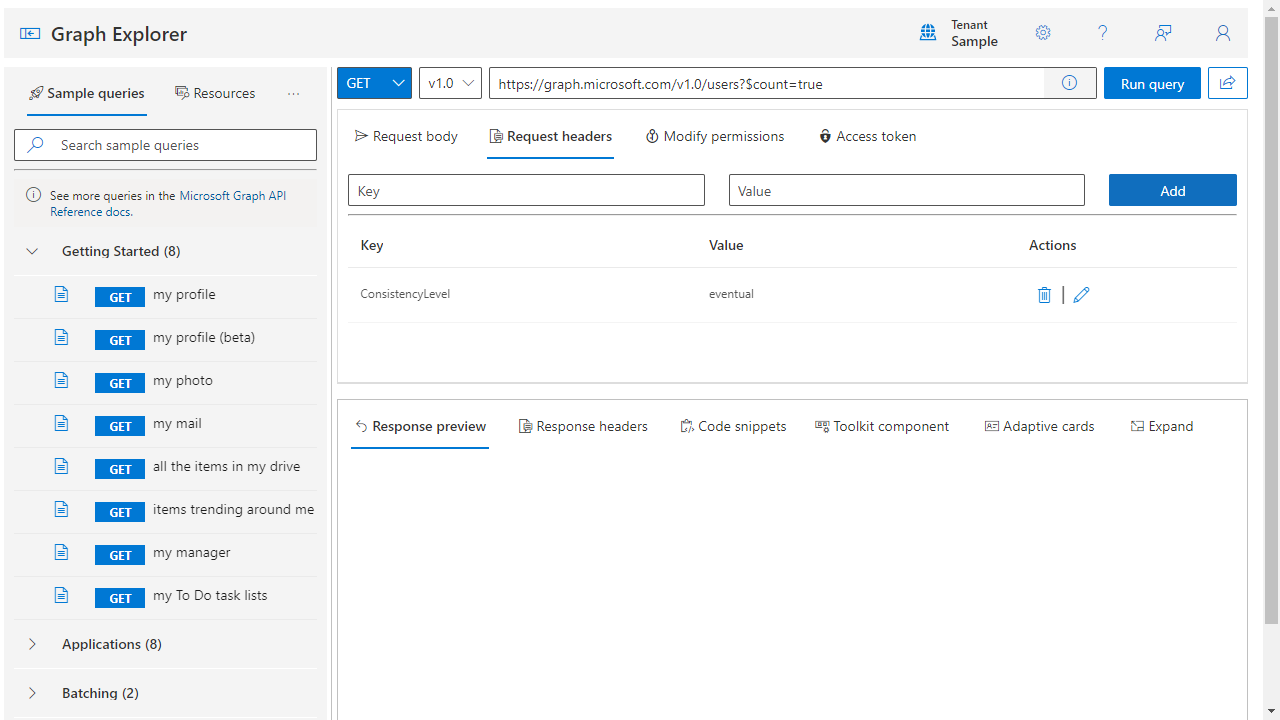 Graph Explorer
Tenant
Sample
Sample queries
Resources
Search sample queries
See more queries in the Microsoft Graph API
Reference docs.
Getting Started (8)
GET my profile
GET my profile (beta)
GET my photo
GET my mail
GET all the items in my drive
GET items trending around me
GET my manager
GET my To Do task lists
Applications (8)
Batching (2)
GET
v1.0
https://graph.microsoft.com/v1.0/users?$count=true
Run query
Request body
Request headers
Modify permissions
Access token
Key
Value
Add
Key Value Actions
ConsistencyLevel eventual
Response preview
Response headers
Code snippets
Toolkit component
Adaptive cards
Expand